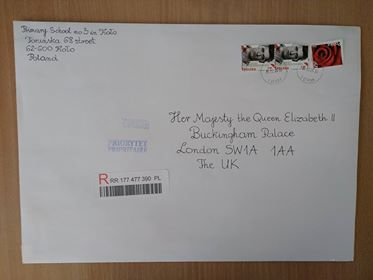 Primary School no 3 in Koło
Toruńska 68 street
62-600 Koło
Poland
Her Majesty the Queen Elizabeth II
Buckingham Palace
London SW1A 1AA
The UK
PRIORYTET
PRIORITAIRE
R RR 177 477 390 PL